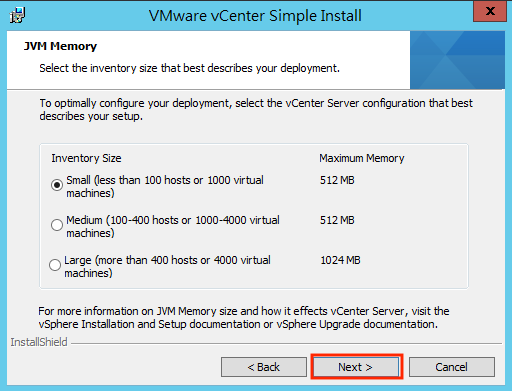 VMware vCenter Simple Install
x
JVM Memory
Select the inventory size that best describes your deployment.
To optimally configure your deployment, select the vCenter Server configuration that best
describes your setup.
Inventory Size Maximum Memory
Small (less than 100 hosts or 1000 virtual 512 MB
machines)
Medium (100-400 hosts or 1000-4000 virtual 512 MB
machines)
Large (more than 400 hosts or 4000 virtual 1024 MB
machines)
For more information on JVM Memory size and how it effects vCenter Server, visit the
vSphere Installation and Setup documentation or vSphere Upgrade documentation.
InstallShield
< Back Next > Cancel